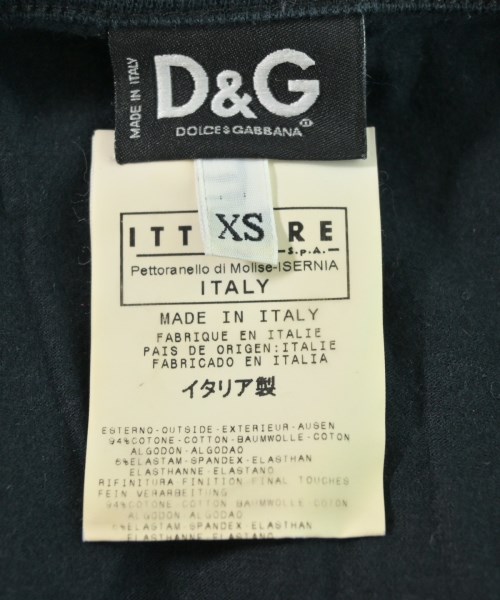 MADE IN ITALY
D&G
DOLCE & GABBANA
XS
ITT RE
S.p.A.
Pettoranello di Molise-ISERNIA
ITALY
MADE IN ITALY
FABRIQUE EN ITALIE
PAIS DE ORIGEN:ITALIE
FABRICADO EN ITALIA
イタリア製
ESTERNO-OUTSIDE-EXTERIEUR-AUSEN
94%COTONE-COTTON-BAUMWOLLE-COTON
ALGODON-ALGODAO
6%ELASTAM-SPANDEX-ELASTHAN
ELASTHANNE-ELASTANO
RIFINITURA FINITION FINAL TOUCHES
FEIN VERARBEITUNG
94%COTONE-COTTON BAUMWOLLE COTON
ALGODON-ALGODAO
6%ELASTAM-SPANDEX-ELASTHAN
ELASTHANNE-ELASTANO